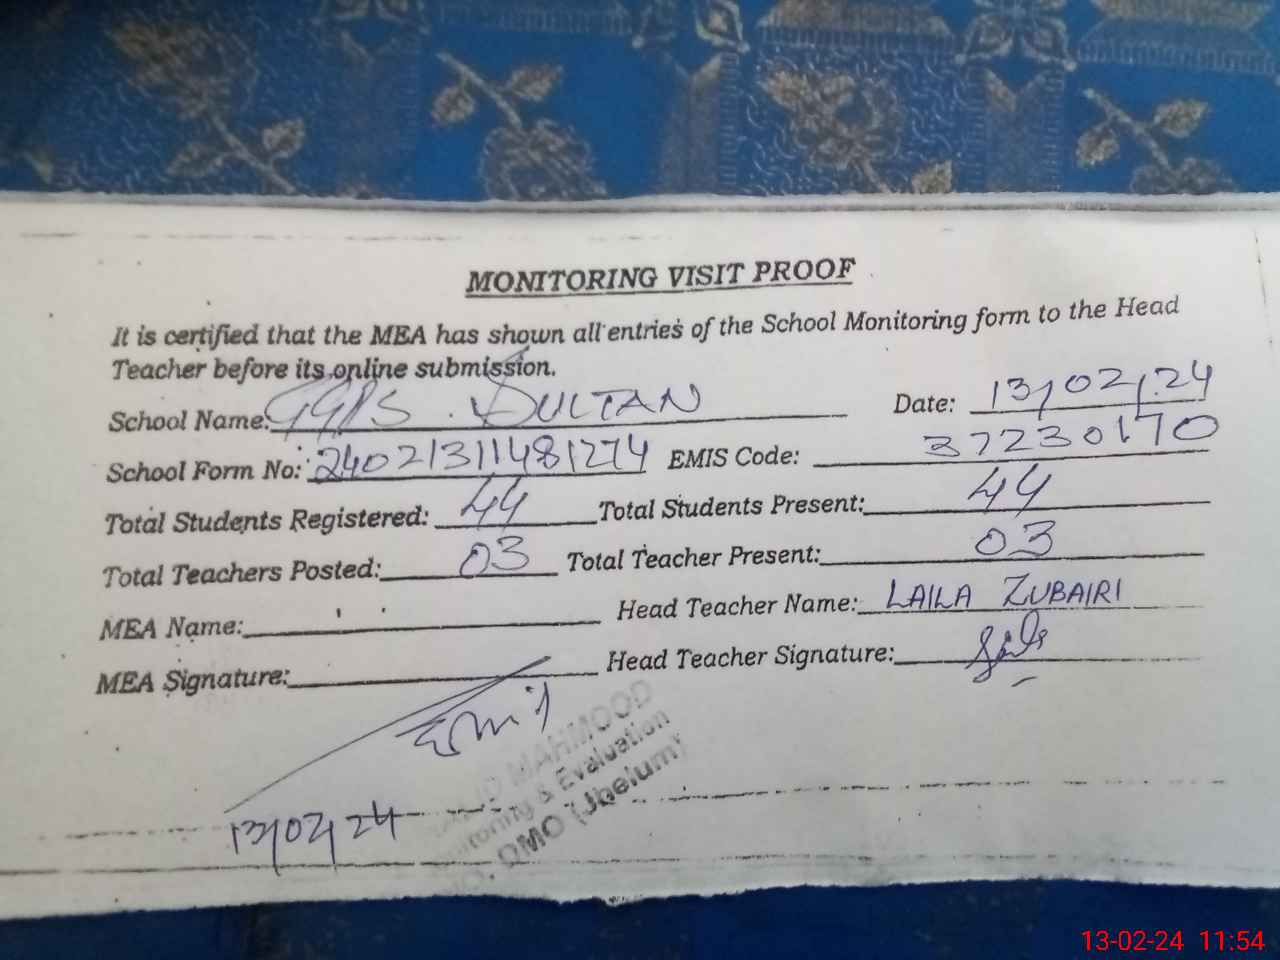 MONITORING VISIT PROOF
It is certified that the MEA has shown all entries of the School Monitoring form to the Head
Teacher before its online submission.
School Name: GGPS. SULTAN Date: 13/02/24
School Form No: 24021311481274 EMIS Code: 37230170
Total Students Registered: 44 Total Students Present: 44
Total Teachers Posted: 03 Total Teacher Present: 03
MEA Name: Head Teacher Name: LAILA ZUBAIRI
MEA Signature: Head Teacher Signature:
MAHMOOD
& Evaluation
DMO (Jhelum)
13/02/24
13-02-24 11:54